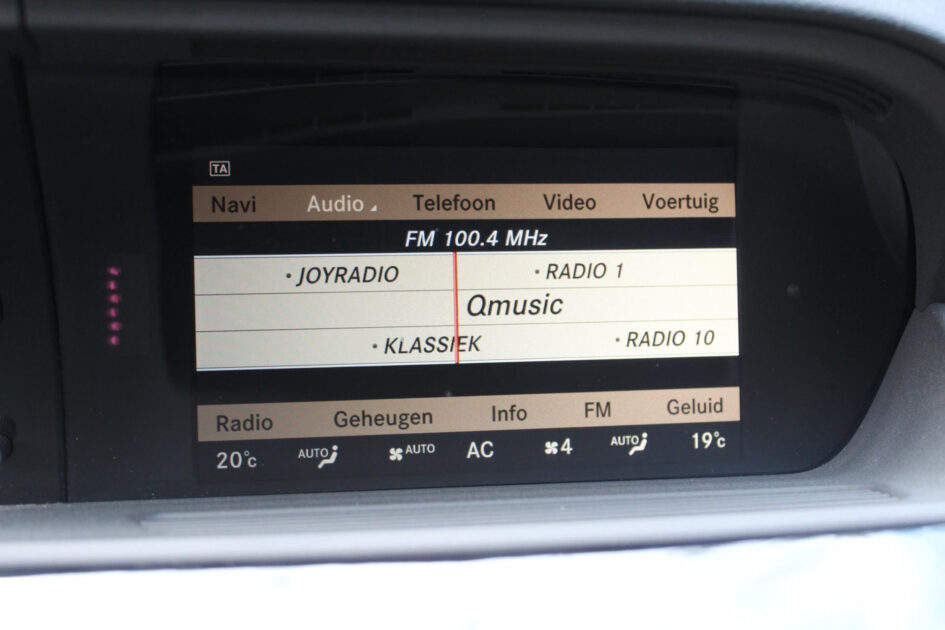 TA
Navi Audio Telefoon Video Voertuig
FM 100.4 MHz
• JOYRADIO • RADIO 1
Qmusic
• KLASSIEK • RADIO 10
Radio Geheugen Info FM Geluid
20°C AUTO AUTO AC 4 AUTO 19°C